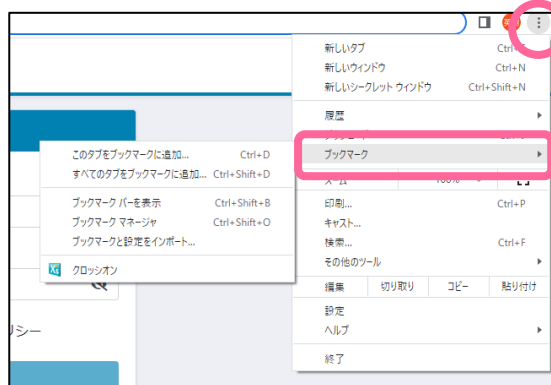 新しいタブ
新しいウィンドウ Ctrl+N
新しいシークレット ウィンドウ Ctrl+Shift+N
履歴
ブックマーク
印刷... Ctrl+P
キャスト...
検索... Ctrl+F
その他のツール
編集 切り取り コピー 貼り付け
設定
ヘルプ
終了
このタブをブックマークに追加... Ctrl+D
すべてのタブをブックマークに追加... Ctrl+Shift+D
ブックマーク バーを表示 Ctrl+Shift+B
ブックマーク マネージャ Ctrl+Shift+O
ブックマークと設定をインポート...
クロッシオン
リシー